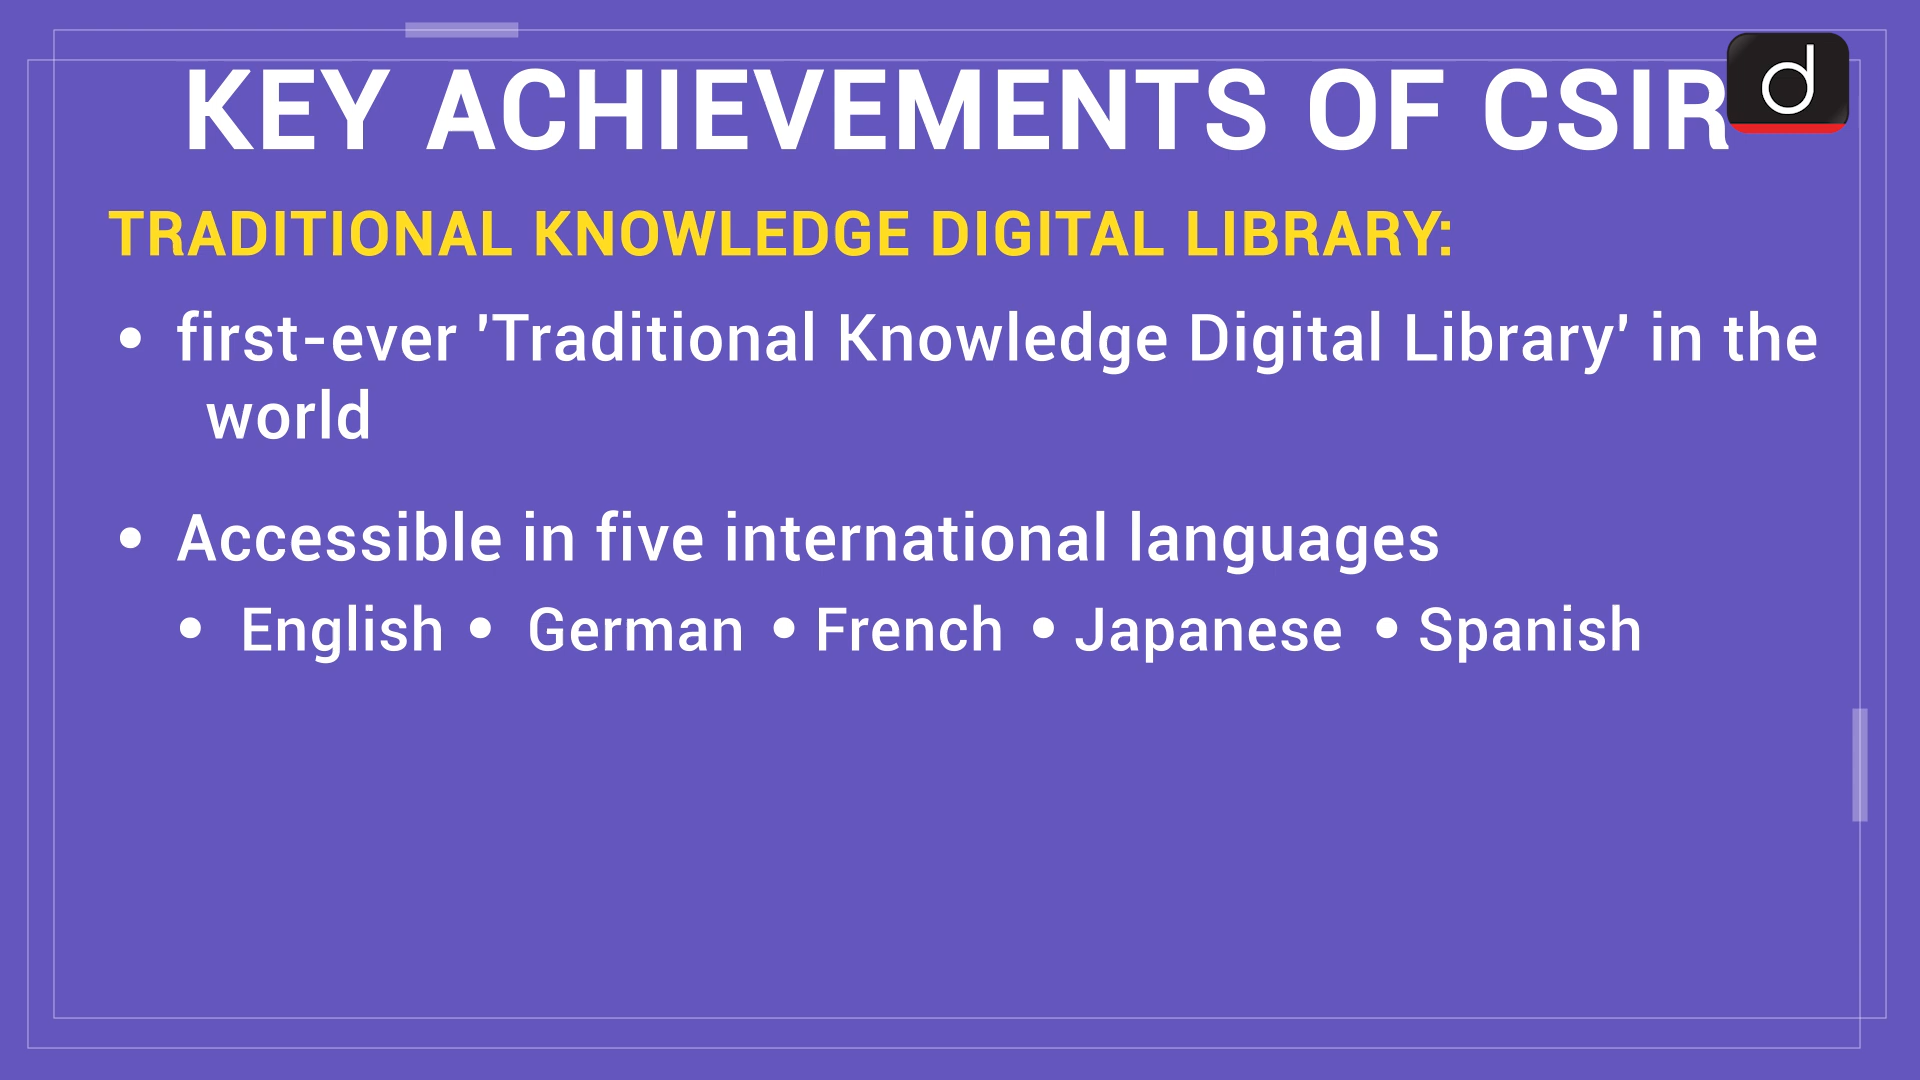 KEY ACHIEVEMENTS OF CSIR
TRADITIONAL KNOWLEDGE DIGITAL LIBRARY:
• first-ever 'Traditional Knowledge Digital Library' in the
world
• Accessible in five international languages
• English • German • French • Japanese • Spanish